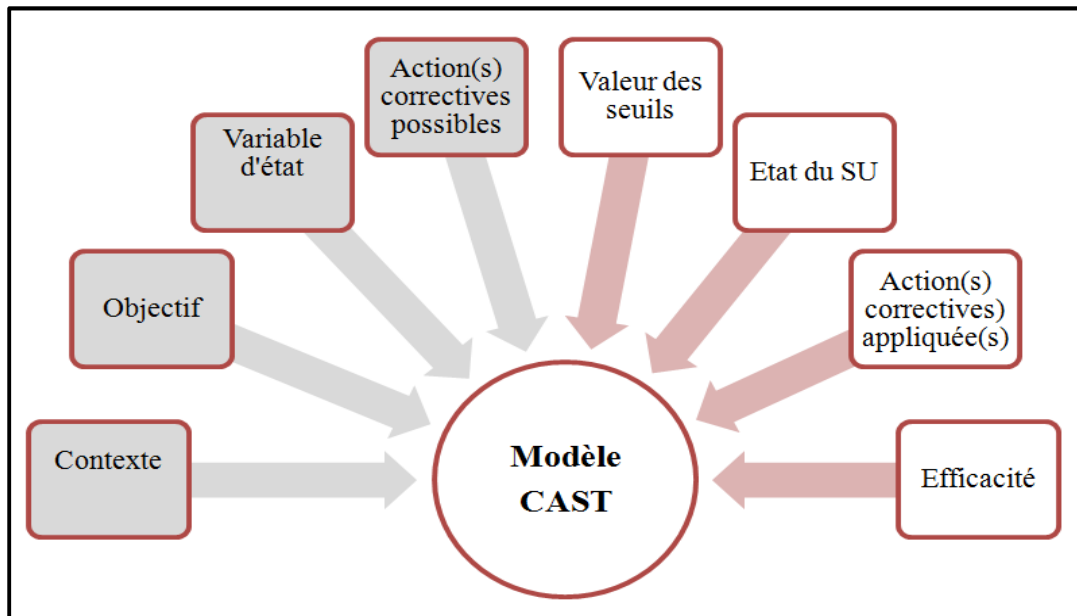 Action(s)
correctives
possibles
Valeur des
seuils
Variable
d'état
Etat du SU
Objectif
Action(s)
correctives)
appliquée(s)
Contexte
Modèle
CAST
Efficacité